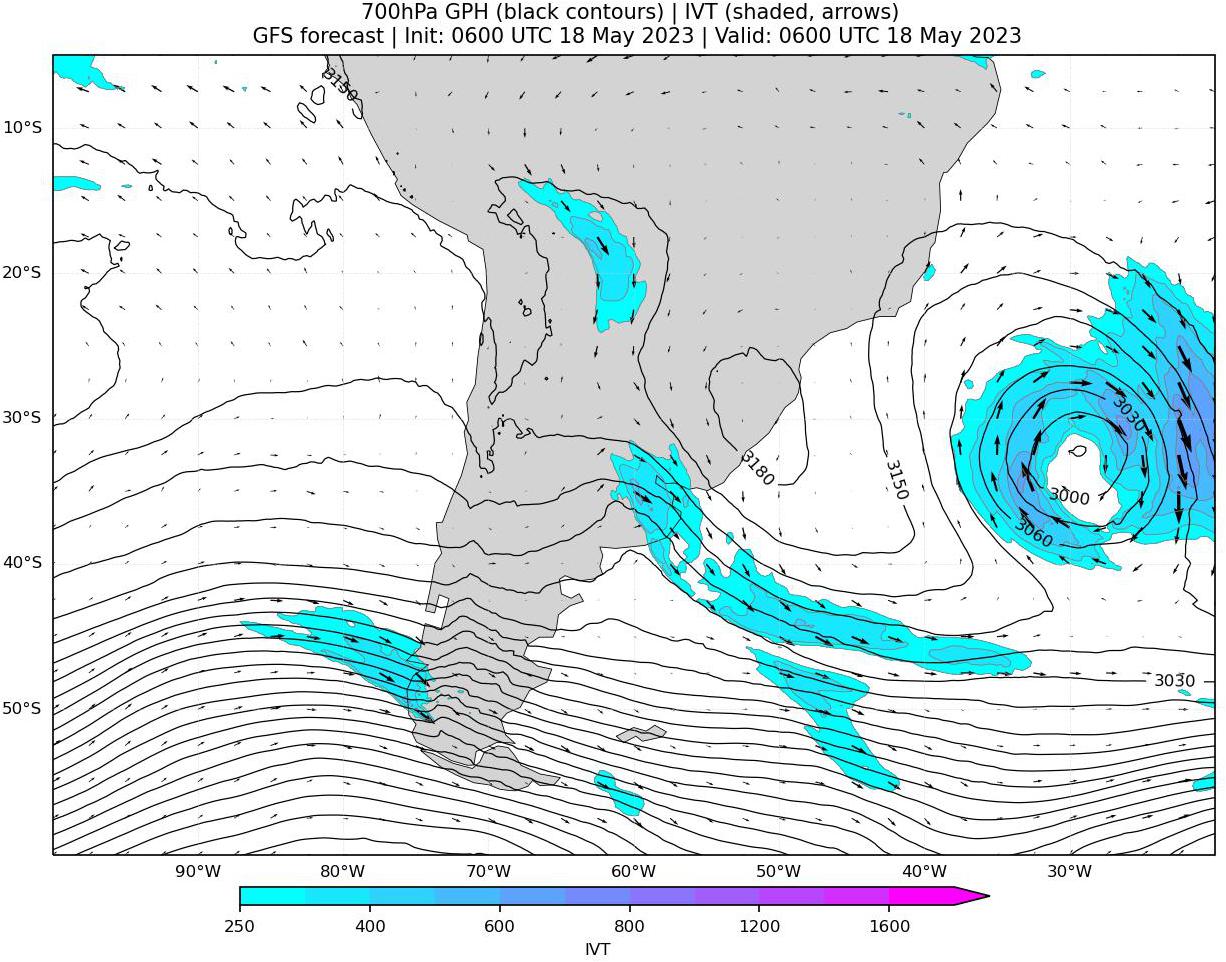 700hPa GPH (black contours) | IVT (shaded, arrows)
GFS forecast | Init: 0600 UTC 18 May 2023 | Valid: 0600 UTC 18 May 2023
3150
10°S
20°S
30°S
40°S
50°S
3030
3180
3150
3000
3060
3030
90°W
80°W
70°W
60°W
50°W
40°W
30°W
250
400
600
800
1200
1600
IVT